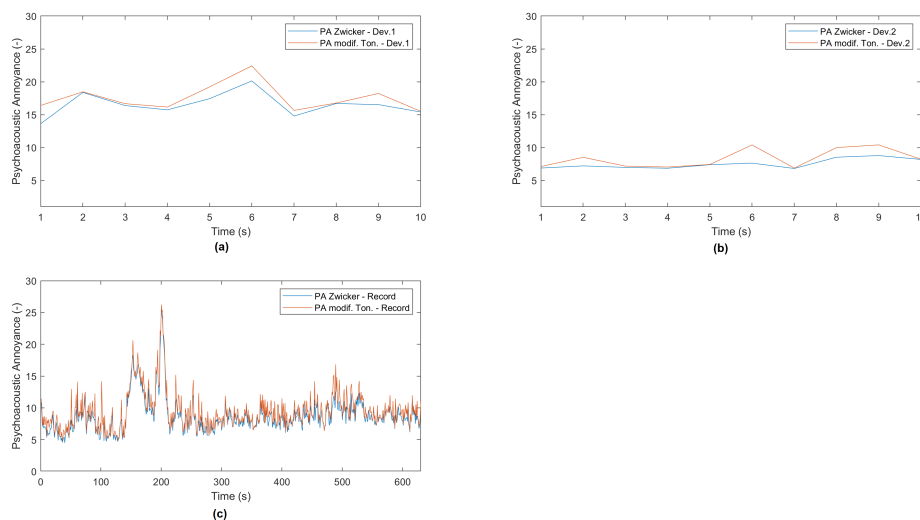 30
25
20
15
10
5
Psychoacoustic Annoyance (-)
PA Zwicker - Dev.1
PA modif. Ton. - Dev.1
1 2 3 4 5 6 7 8 9 10
Time (s)
(a)
30
25
20
15
10
5
Psychoacoustic Annoyance (-)
PA Zwicker - Dev.2
PA modif. Ton. - Dev.2
1 2 3 4 5 6 7 8 9 1
Time (s)
(b)
30
25
20
15
10
5
0
Psychoacoustic Annoyance (-)
PA Zwicker - Record
PA modif. Ton. - Record
0 100 200 300 400 500 600
Time (s)
(c)